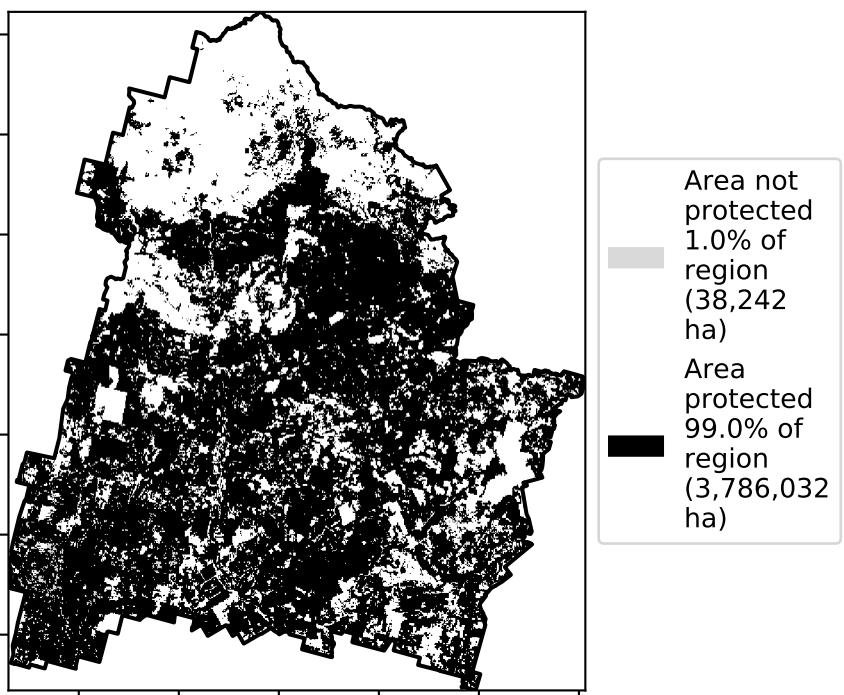 Area not
protected
1.0% of
region
(38,242
ha)
Area
protected
99.0% of
region
(3,786,032
ha)